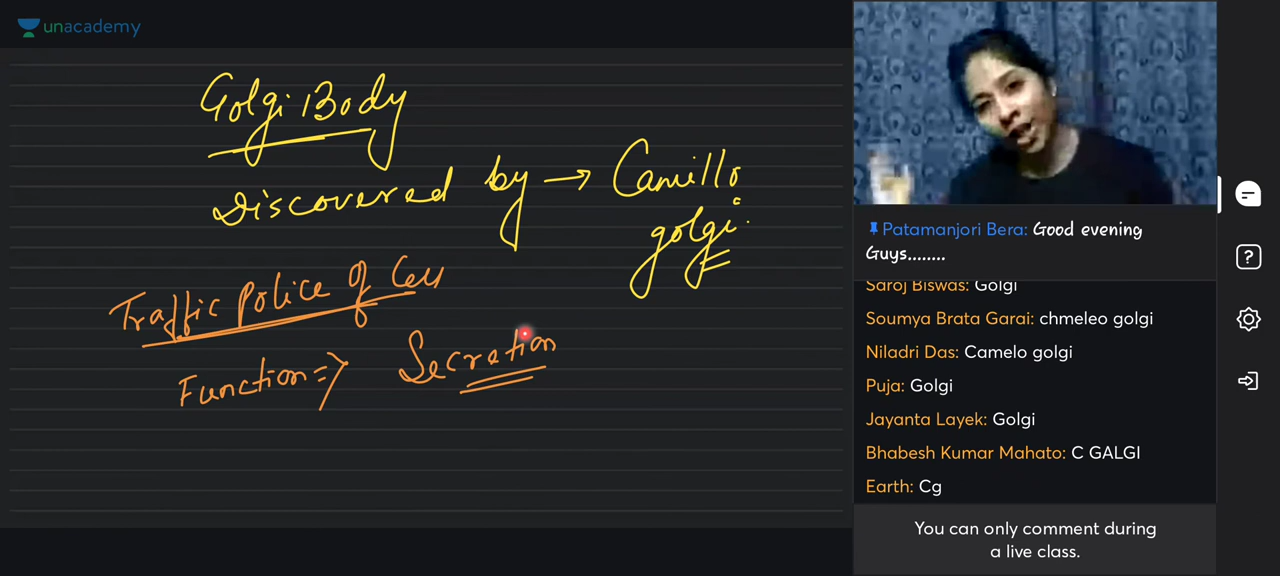 unacademy
Golgi Body
Discovered by → Camillo
golgi.
Traffic police of Cell
Function ⇒ Secretion
Patamanjori Bera: Good evening
Guys........
Saroj Biswas: Golgi
Soumya Brata Garai: chmeleo golgi
Niladri Das: Camelo golgi
Puja: Golgi
Jayanta Layek: Golgi
Bhabesh Kumar Mahato: C GALGI
Earth: Cg
You can only comment during
a live class.
?